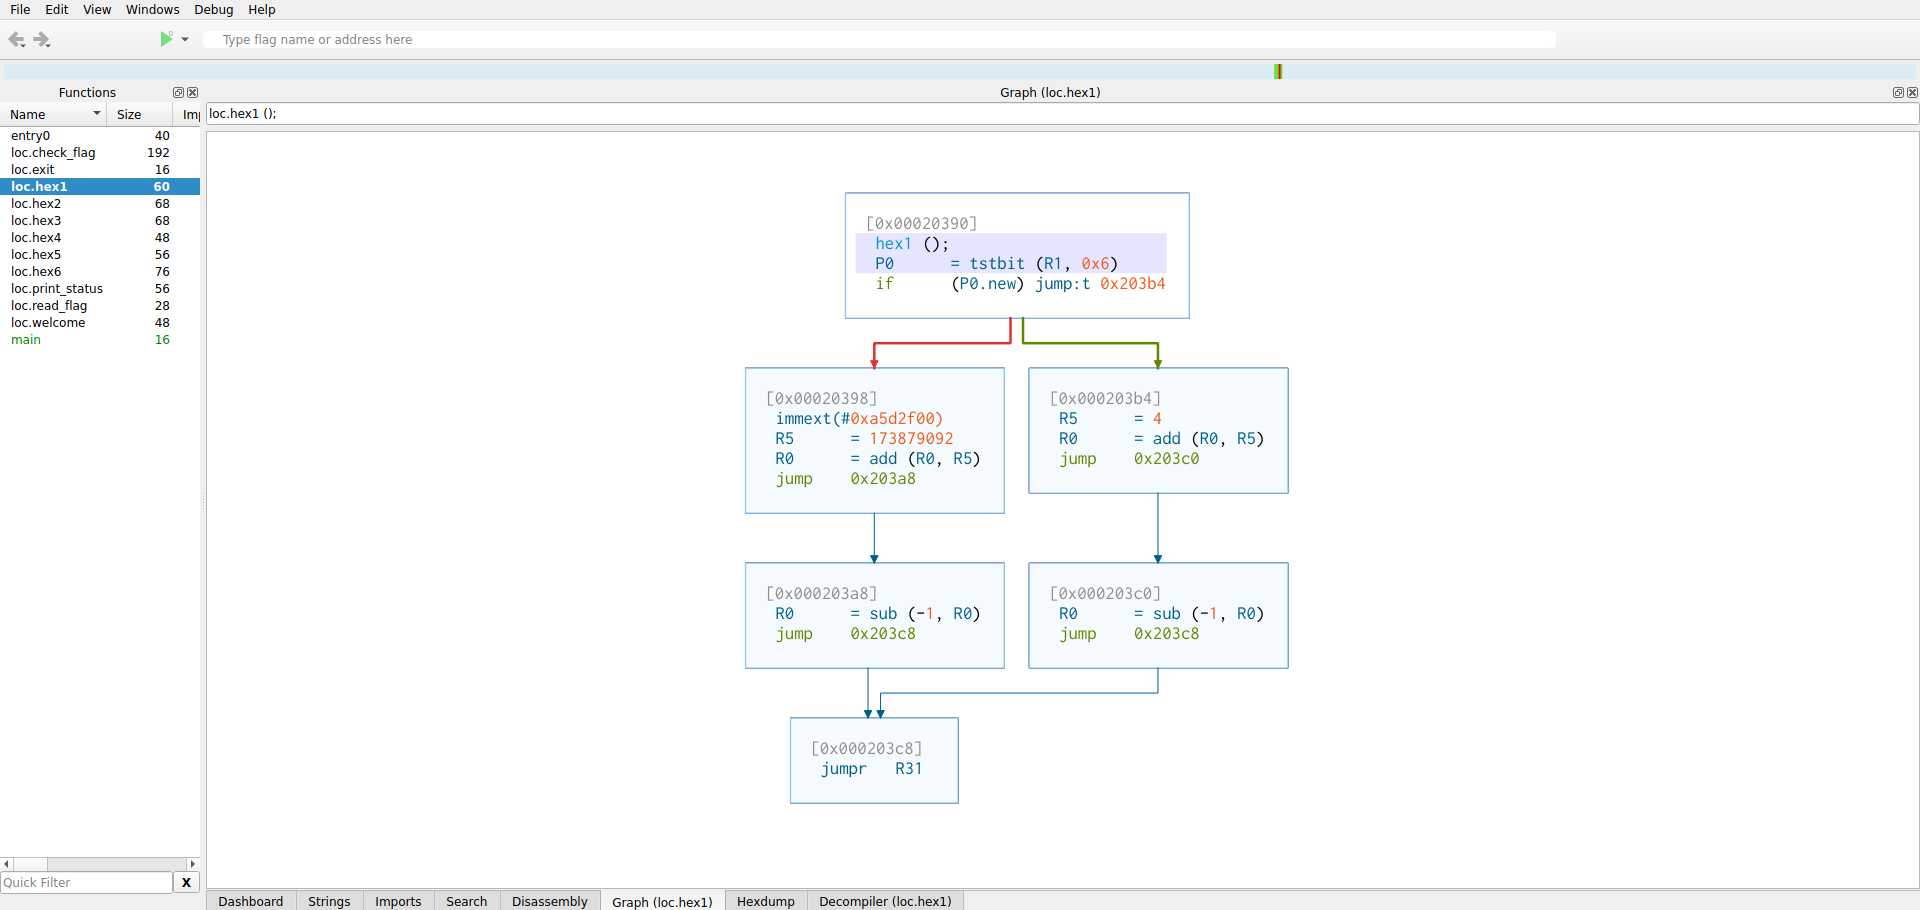 File Edit View Windows Debug Help
Type flag name or address here
Functions
Name Size Imp
entry0 40
loc.check_flag 192
loc.exit 16
loc.hex1 60
loc.hex2 68
loc.hex3 68
loc.hex4 48
loc.hex5 56
loc.hex6 76
loc.print_status 56
loc.read_flag 28
loc.welcome 48
main 16
Quick Filter X
Graph (loc.hex1)
loc.hex1 ();
[0x00020390]
hex1 ();
P0 = tstbit (R1, 0x6)
if (P0.new) jump:t 0x203b4
[0x00020398]
immext(#0xa5d2f00)
R5 = 173879092
R0 = add (R0, R5)
jump 0x203a8
[0x000203b4]
R5 = 4
R0 = add (R0, R5)
jump 0x203c0
[0x000203a8]
R0 = sub (-1, R0)
jump 0x203c8
[0x000203c0]
R0 = sub (-1, R0)
jump 0x203c8
[0x000203c8]
jumpr R31
Dashboard Strings Imports Search Disassembly Graph (loc.hex1) Hexdump Decompiler (loc.hex1)